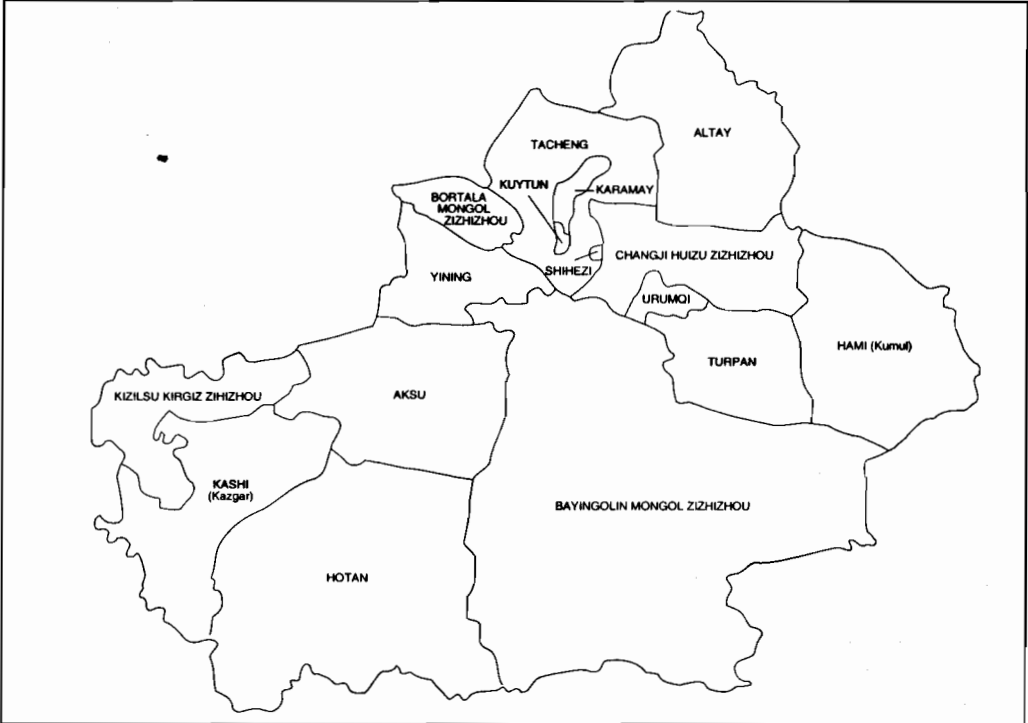 ALTAY
TACHENG
KUYTUN
KARAMAY
BORTALA
MONGOL
ZIZHIZHOU
CHANGJI HUIZU ZIZHIZHOU
SHIHEZI
YINING
URUMQI
HAMI (Kumul)
TURPAN
KIZILSU KIRGIZ ZIHIZHOU
AKSU
KASHI
(Kazgar)
BAYINGOLIN MONGOL ZIZHIZHOU
HOTAN